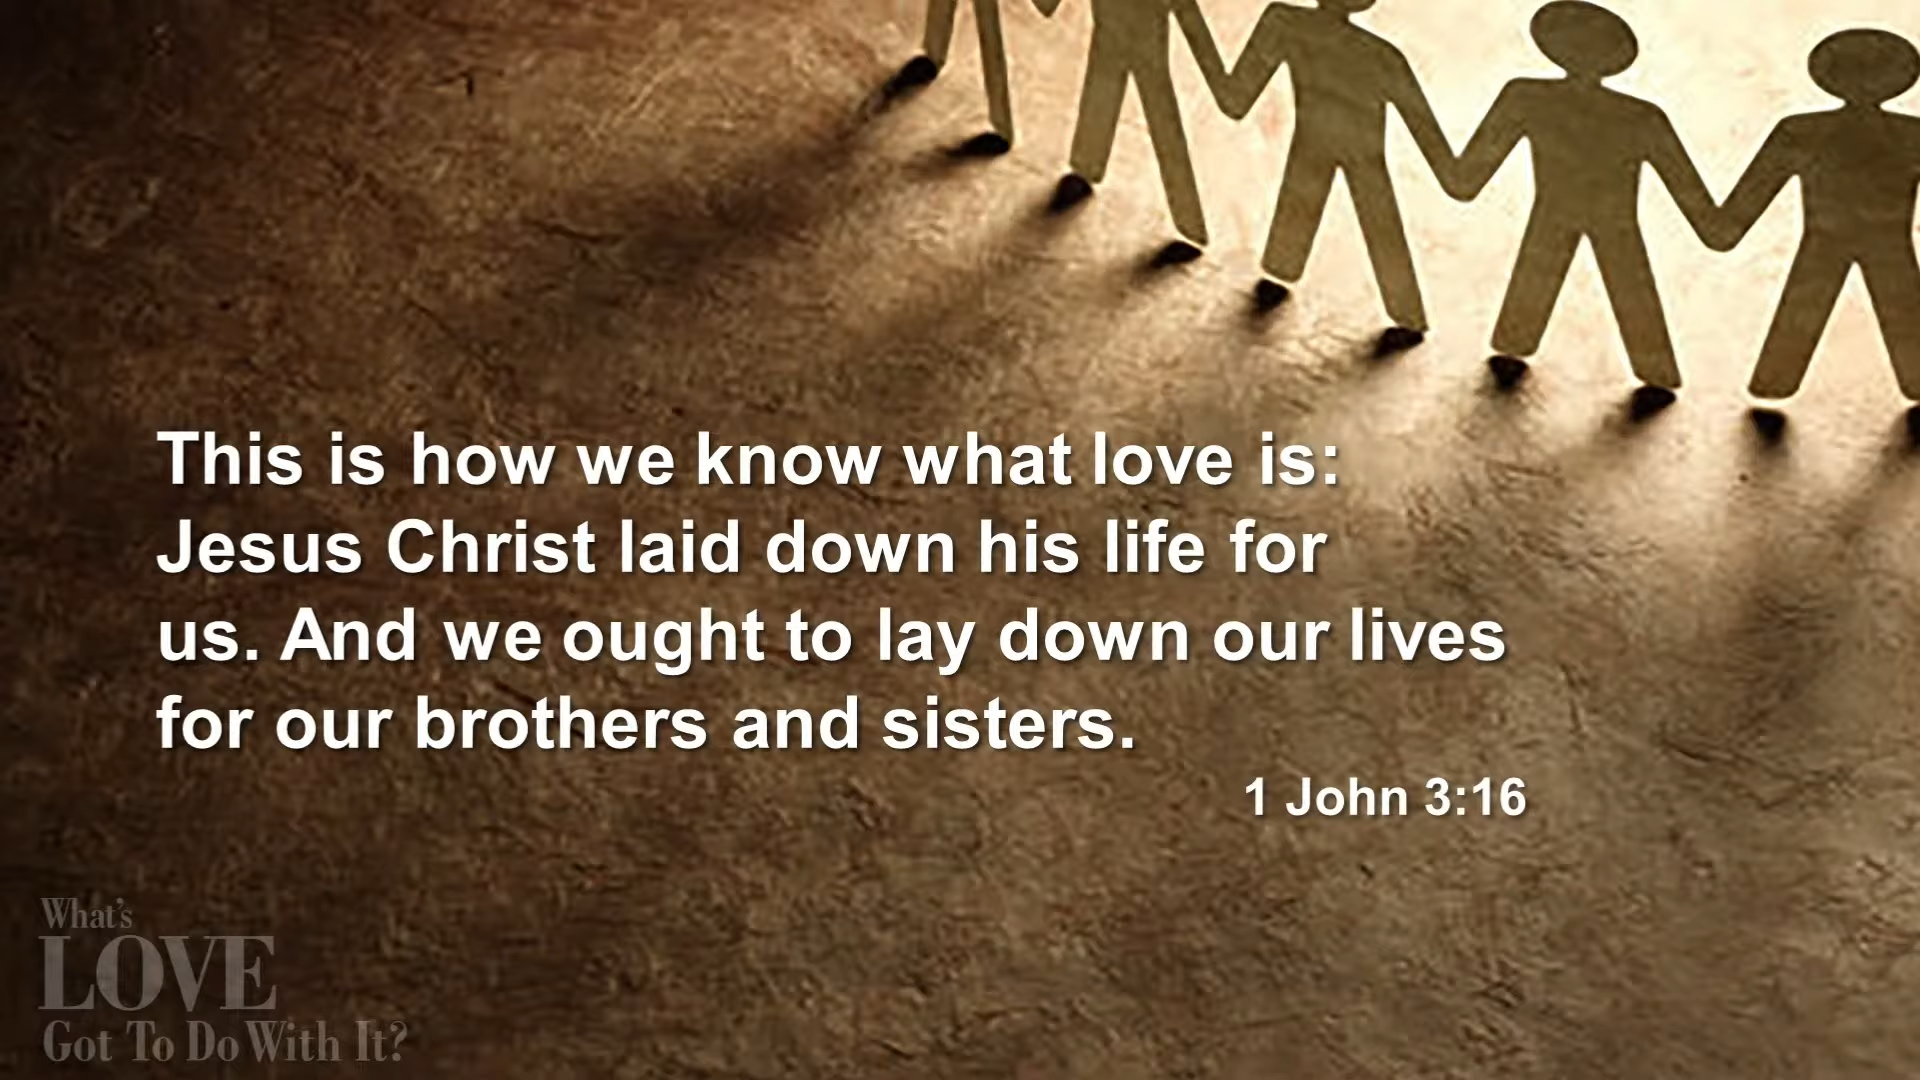 This is how we know what love is:
Jesus Christ laid down his life for
us. And we ought to lay down our lives
for our brothers and sisters.
1 John 3:16
What's
LOVE
Got To Do With It?